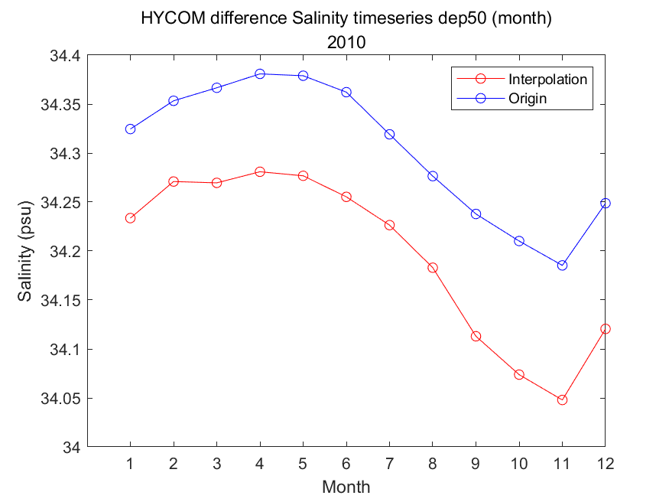 HYCOM difference Salinity timeseries dep50 (month)
2010
34.4
34.35
34.3
34.25
34.2
34.15
34.1
34.05
34
Salinity (psu)
Interpolation
Origin
1 2 3 4 5 6 7 8 9 10 11 12
Month